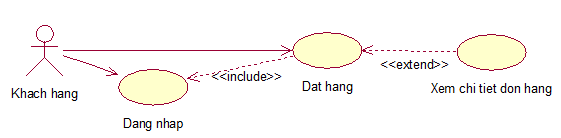 <<extend>>
<<include>>
Khach hang
Dat hang
Xem chi tiet don hang
Dang nhap